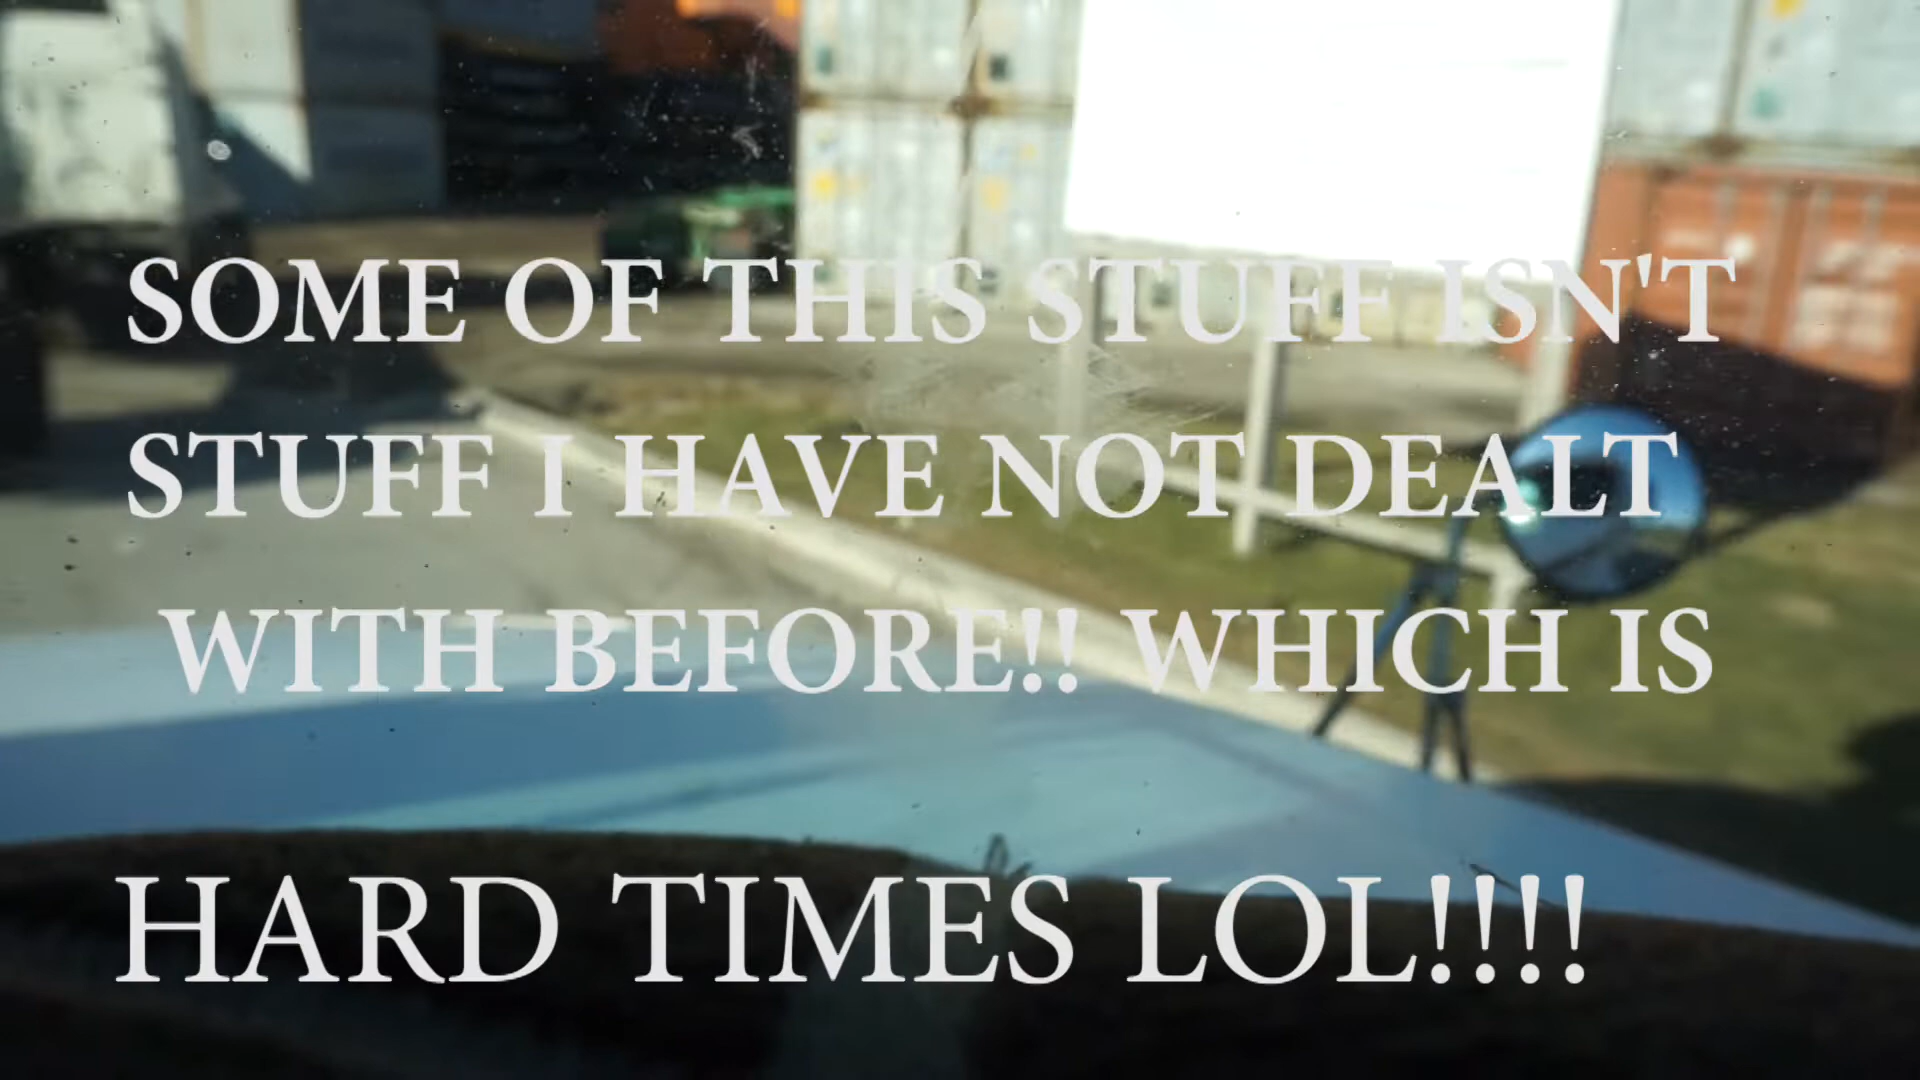 SOME OF THIS STUFF ISN'T
STUFF I HAVE NOT DEALT
WITH BEFORE!! WHICH IS
HARD TIMES LOL!!!!